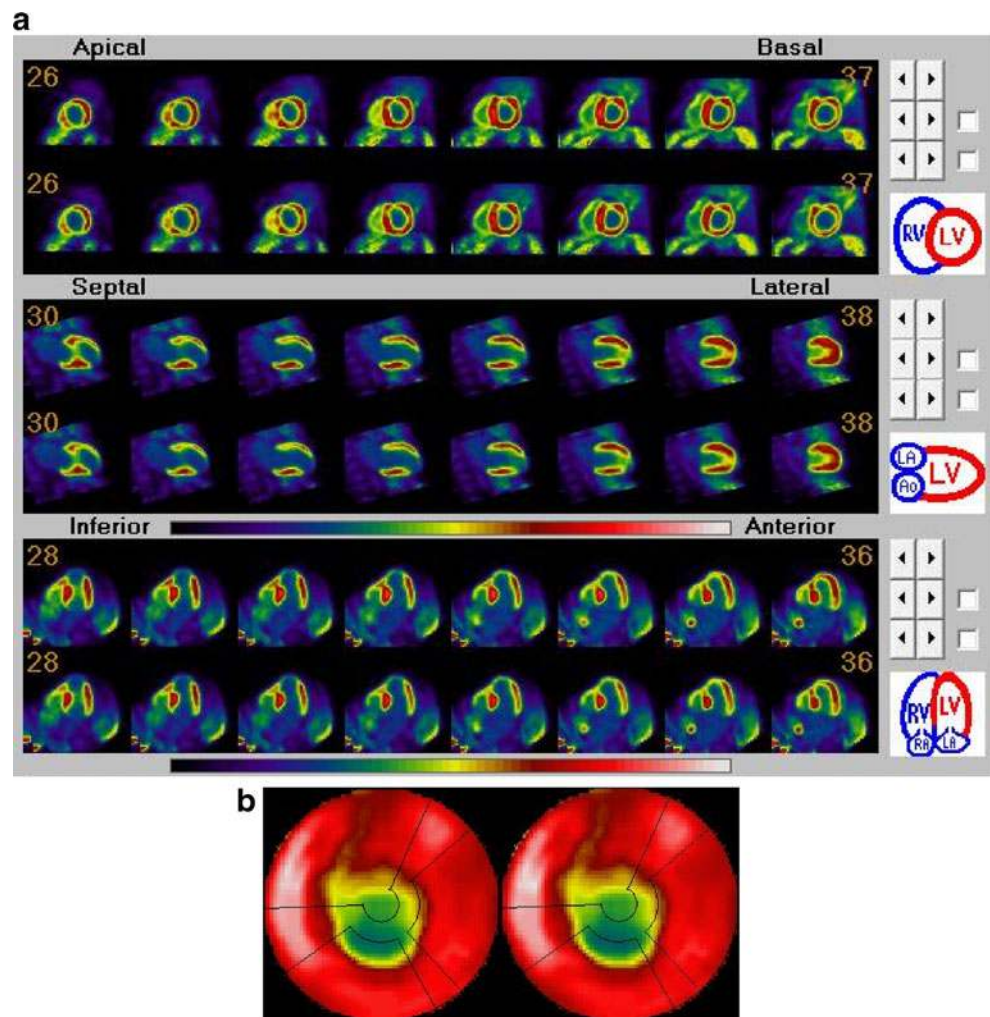 a
Apical Basal
26 37
26 37
RV LV
Septal Lateral
30 38
30 38
LA
Ao
LV
Inferior Anterior
28 36
28 36
RV LV
RA LA
b